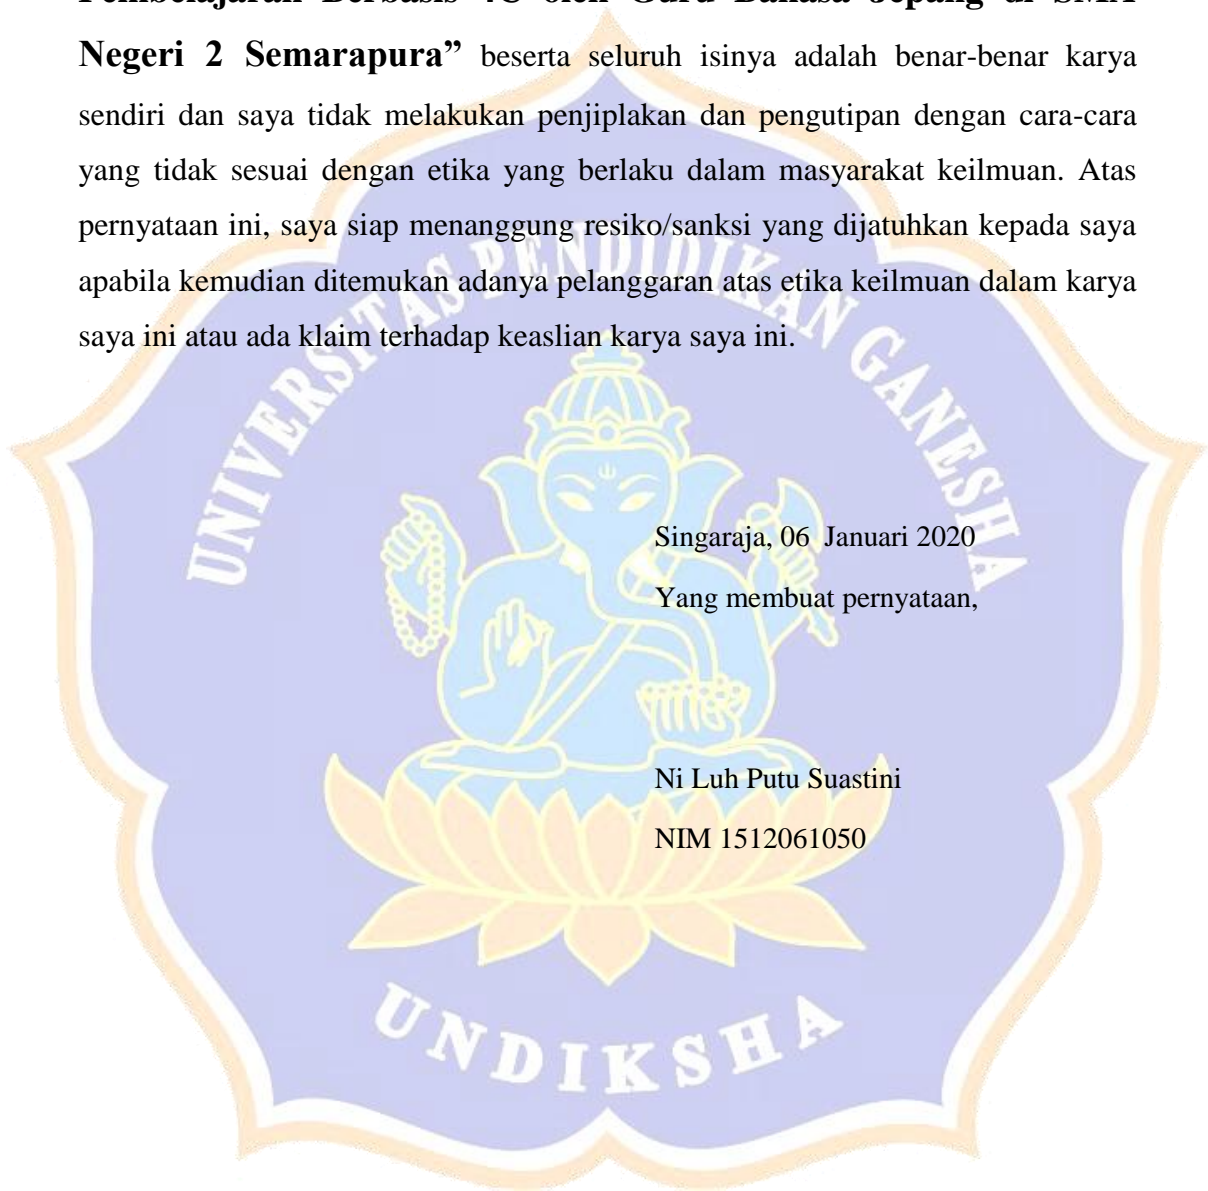 Pembelajaran Berbasis 4C oleh Guru Bahasa Jepang di SMA
Negeri 2 Semarapura” beserta seluruh isinya adalah benar-benar karya
sendiri dan saya tidak melakukan penjiplakan dan pengutipan dengan cara-cara
yang tidak sesuai dengan etika yang berlaku dalam masyarakat keilmuan. Atas
pernyataan ini, saya siap menanggung resiko/sanksi yang dijatuhkan kepada saya
apabila kemudian ditemukan adanya pelanggaran atas etika keilmuan dalam karya
saya ini atau ada klaim terhadap keaslian karya saya ini.
UNIVERSITAS PENDIDIKAN GANESHA
Singaraja, 06 Januari 2020
Yang membuat pernyataan,
Ni Luh Putu Suastini
NIM 1512061050
UNDIKSHA